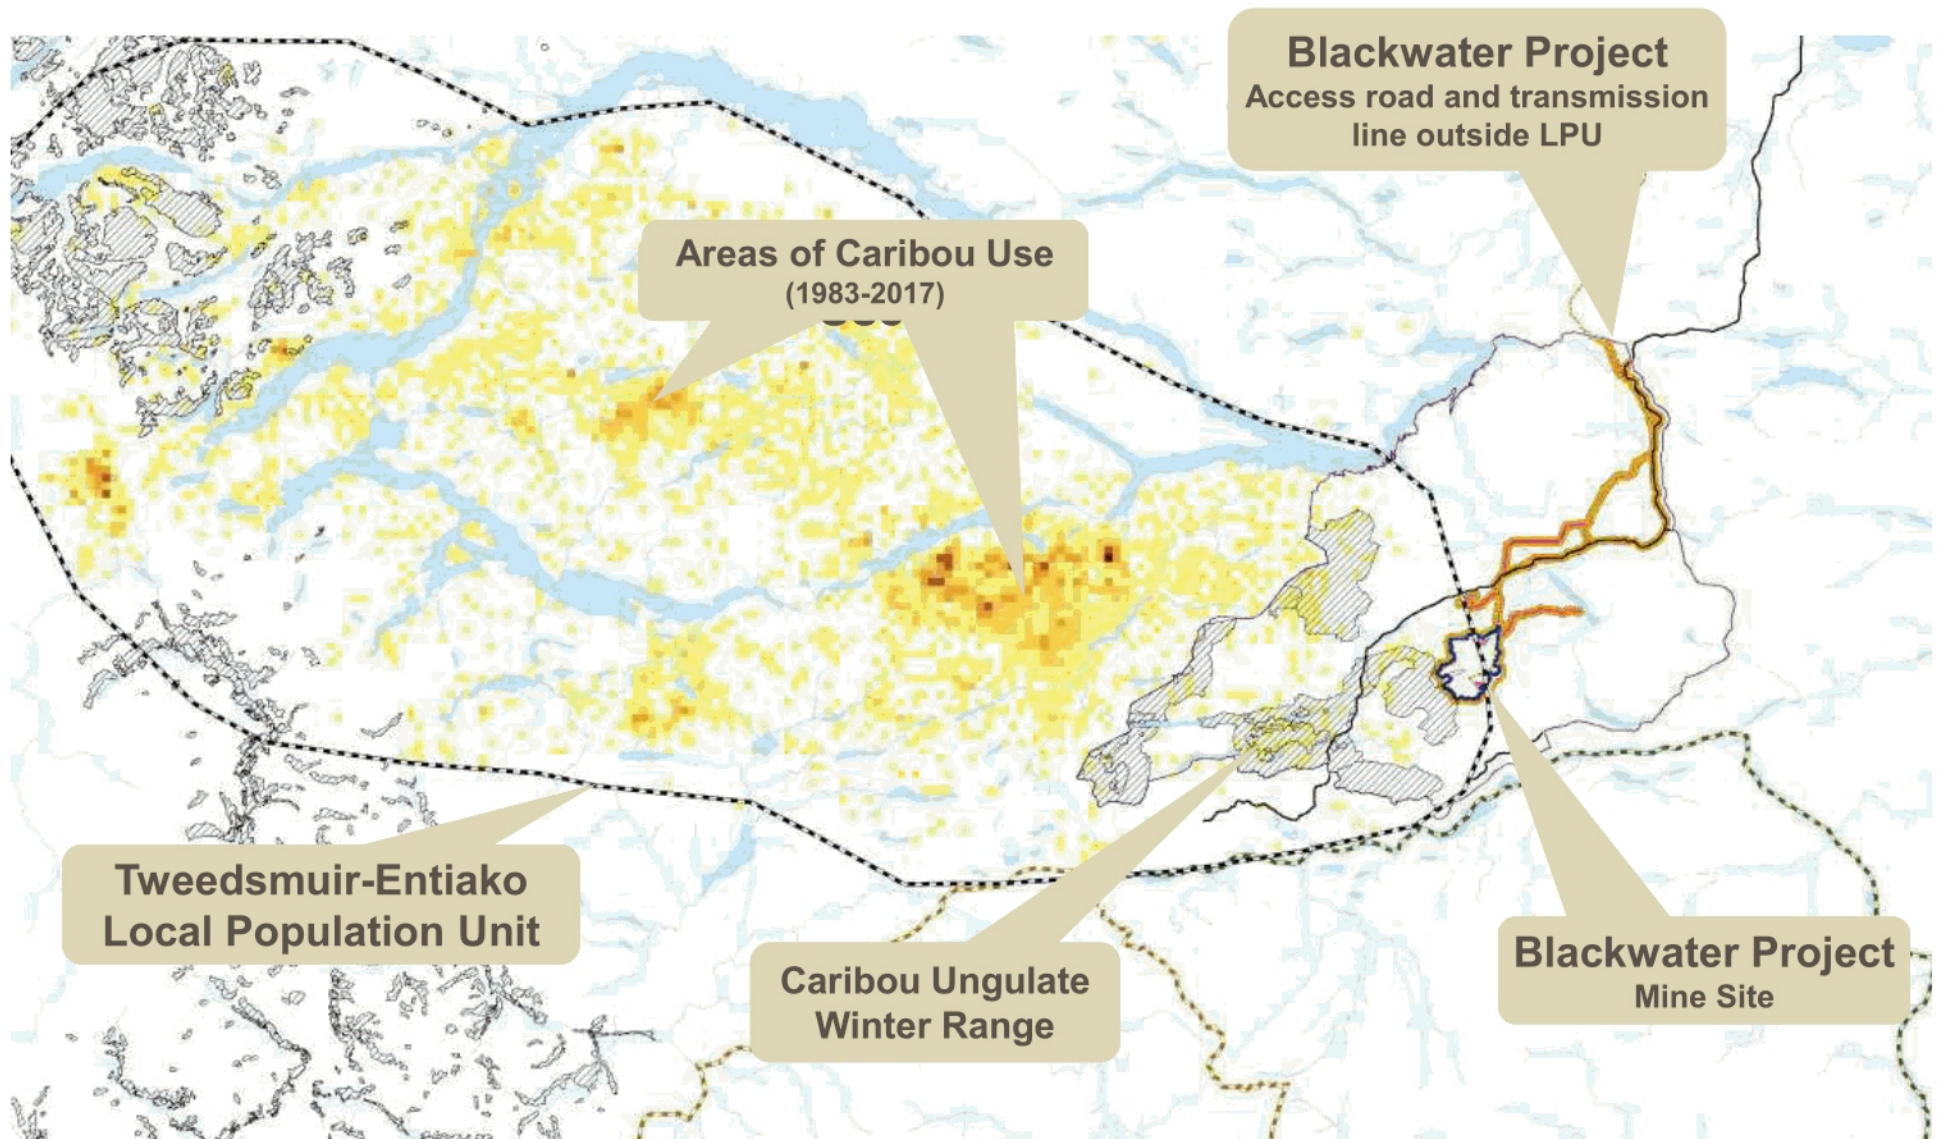 Blackwater Project
Access road and transmission
line outside LPU
Areas of Caribou Use
(1983-2017)
Tweedsmuir-Entiako
Local Population Unit
Caribou Ungulate
Winter Range
Blackwater Project
Mine Site